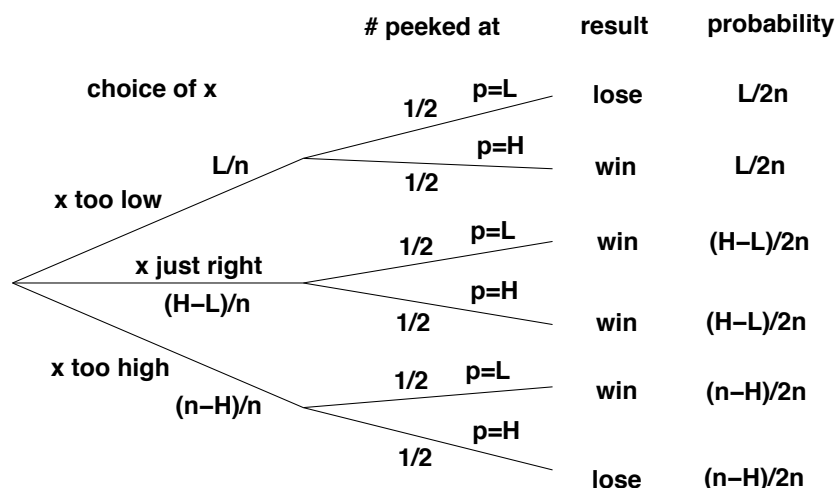 # peeked at result probability
choice of x
p=L
1/2
lose L/2n
p=H
1/2
win L/2n
L/n
x too low
p=L
1/2
win (H−L)/2n
x just right
(H−L)/n
p=H
1/2
win (H−L)/2n
x too high
(n−H)/n
p=L
1/2
win (n−H)/2n
p=H
1/2
lose (n−H)/2n